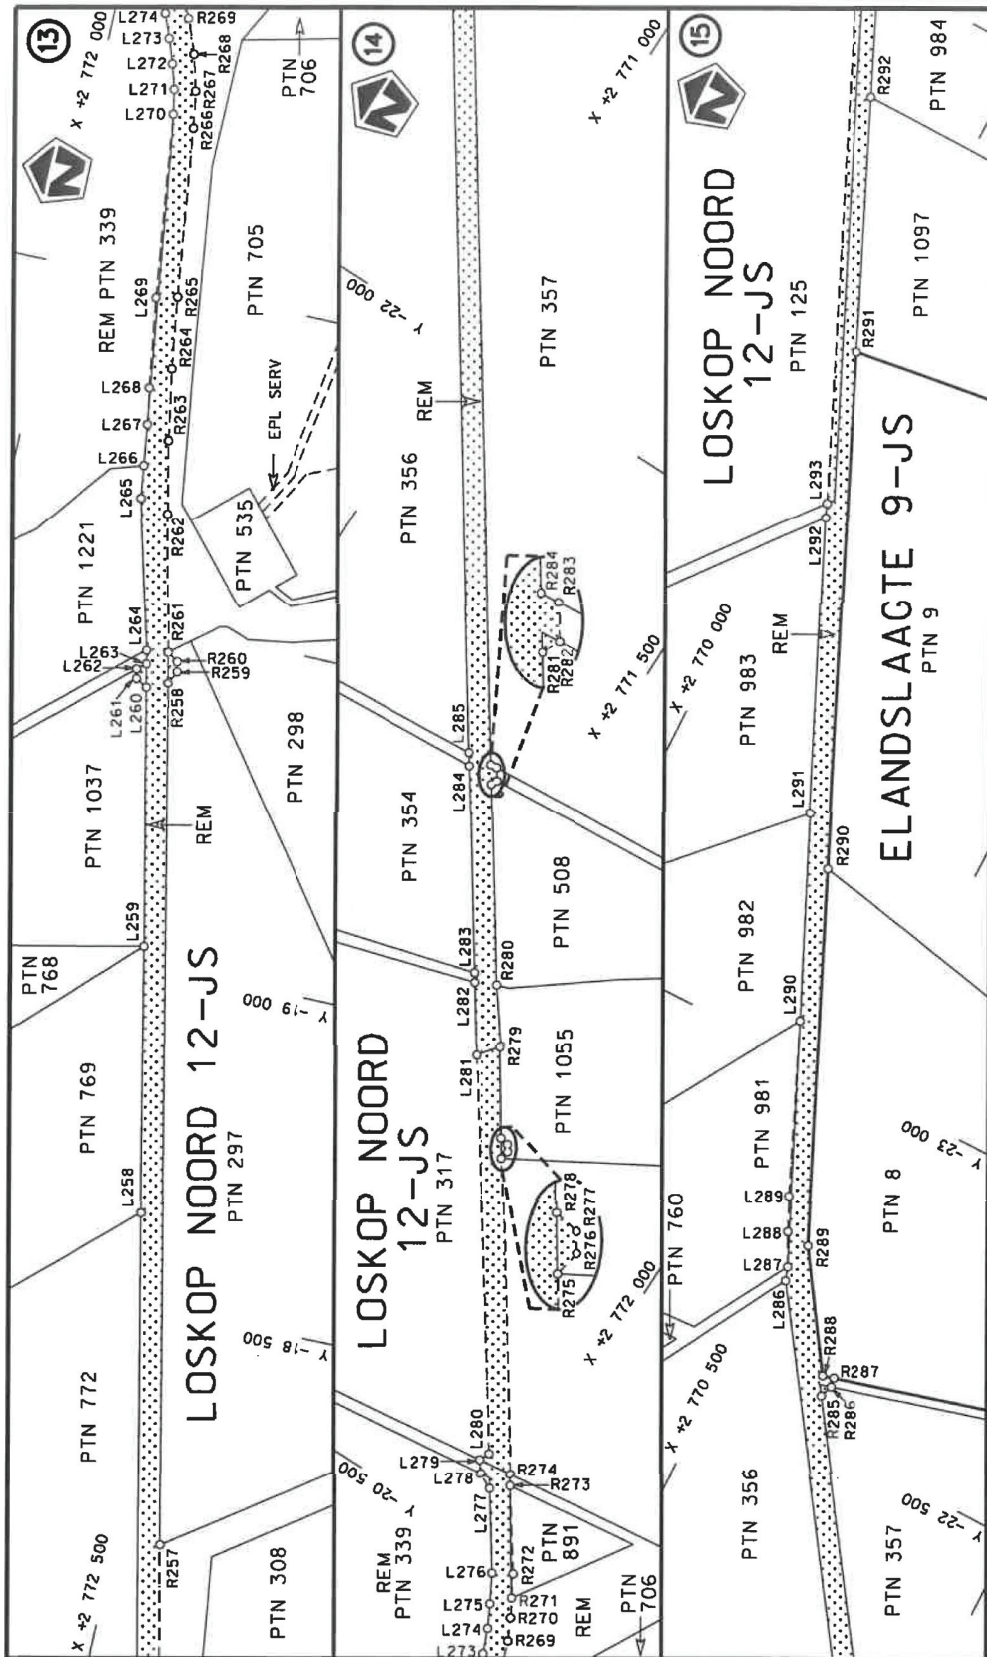 13
L274
L273
L272
L271
L270
X +2 772 000
R269
R268
R267
R266
PTN
706
N
REM PTN 339
L269
L268
L267
L266
L265
R265
R264
R263
R262
PTN 705
EPL SERV
PTN 535
PTN 1221
L264
L263
L262
L261
L260
R261
R260
R259
R258
PTN 298
PTN 1037
REM
L259
PTN
768
PTN 769
LOSKOP NOORD 12-JS
PTN 297
Y -19 000
L258
Y -18 500
PTN 772
R257
PTN 308
X +2 772 500
14
N
X +2 771 000
Y -22 000
PTN 357
REM
PTN 356
R284
R283
R281
R282
L285
L284
X +2 771 500
PTN 354
PTN 508
L283
L282
R280
L281
R279
LOSKOP NOORD
12-JS
PTN 317
PTN 1055
R278
R277
R276
R275
X +2 772 000
L280
L279
L278
L277
R274
R273
Y -20 500
REM
PTN 339
L276
L275
L274
L273
R272
R271
R270
R269
PTN
891
REM
PTN
706
15
N
R292
PTN 984
LOSKOP NOORD
12-JS
PTN 125
PTN 1097
R291
L293
L292
ELANDSLAAGTE 9-JS
PTN 9
REM
X +2 770 000
PTN 983
L291
R290
PTN 982
L290
PTN 981
Y -23 000
PTN 8
L289
L288
L287
L286
R289
PTN 760
R288
R287
R285
R286
X +2 770 500
PTN 356
Y -22 500
PTN 357